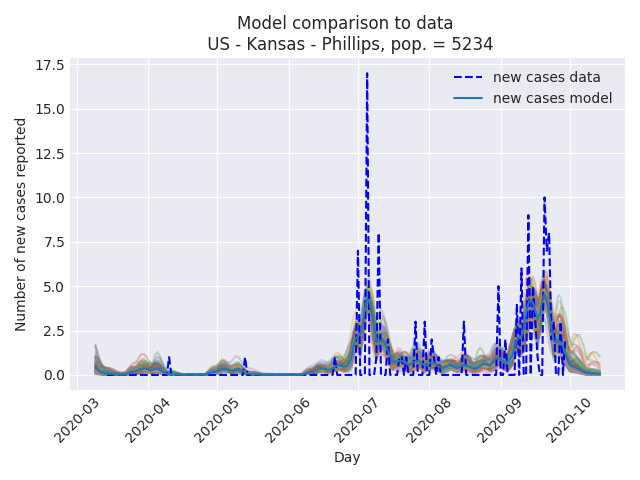 Model comparison to data
US - Kansas - Phillips, pop. = 5234
new cases data
new cases model
Number of new cases reported
17.5
15.0
12.5
10.0
7.5
5.0
2.5
0.0
2020-03
2020-04
2020-05
2020-06
2020-07
2020-08
2020-09
2020-10
Day